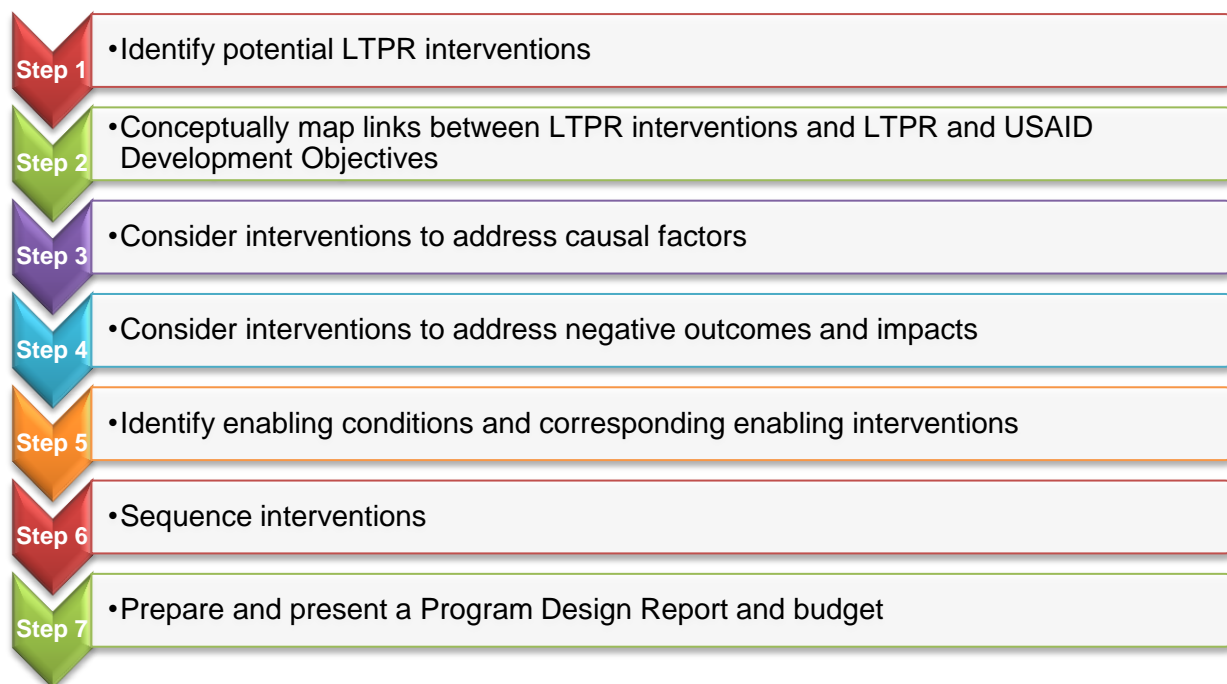 Step 1
•Identify potential LTPR interventions
Step 2
•Conceptually map links between LTPR interventions and LTPR and USAID
Development Objectives
Step 3
•Consider interventions to address causal factors
Step 4
•Consider interventions to address negative outcomes and impacts
Step 5
•Identify enabling conditions and corresponding enabling interventions
Step 6
•Sequence interventions
Step 7
•Prepare and present a Program Design Report and budget